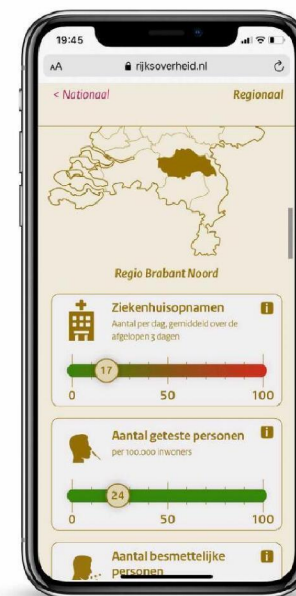 19:45
AA rijksoverheid.nl
< Nationaal Regionaal
Regio Brabant Noord
Ziekenhuisopnamen i
Aantal per dag, gemiddeld over de
afgelopen 3 dagen
17
0 50 100
Aantal geteste personen i
per 100.000 inwoners
24
0 50 100
Aantal besmettelijke i
personen